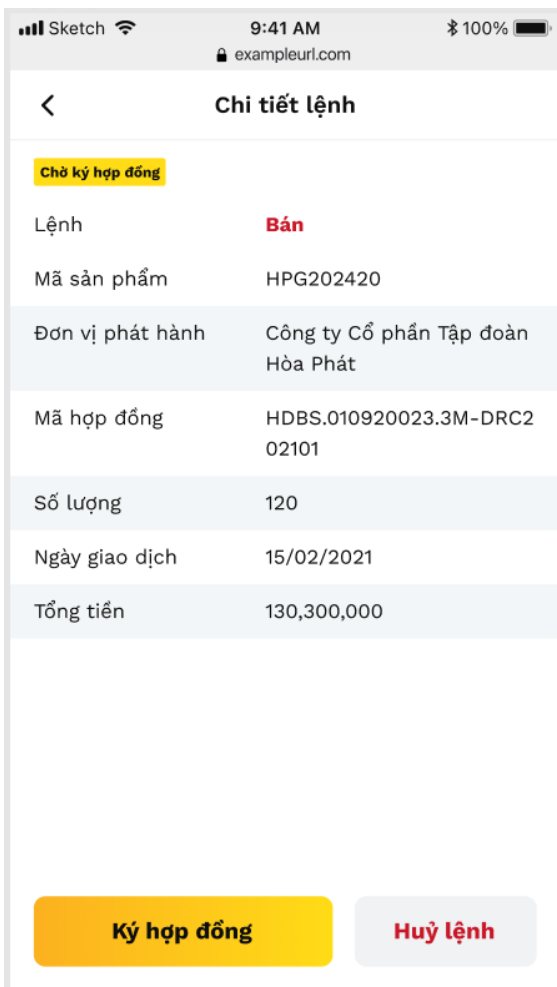 Sketch 9:41 AM 100%
exampleurl.com
Chi tiết lệnh
Chờ ký hợp đồng
Lệnh Bán
Mã sản phẩm HPG202420
Đơn vị phát hành Công ty Cổ phần Tập đoàn
Hòa Phát
Mã hợp đồng HDBS.010920023.3M-DRC2
02101
Số lượng 120
Ngày giao dịch 15/02/2021
Tổng tiền 130,300,000
Ký hợp đồng Huỷ lệnh